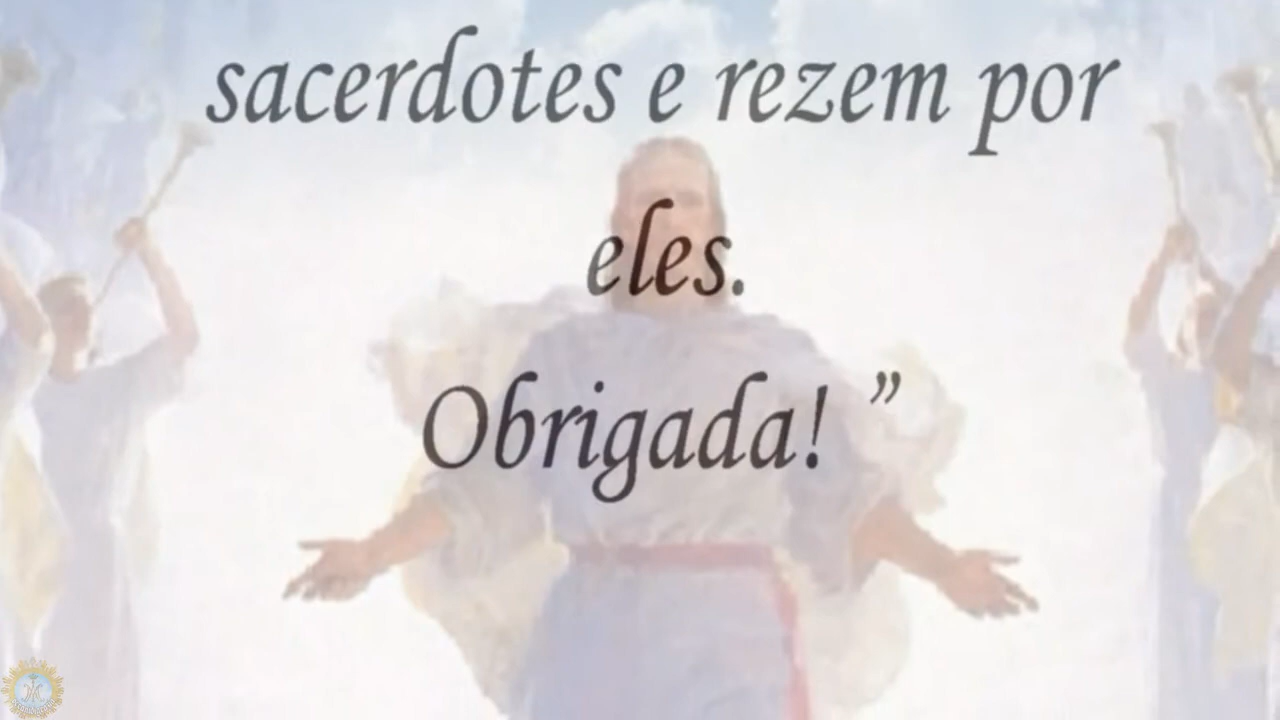 sacerdotes e rezem por
eles.
Obrigada! ”